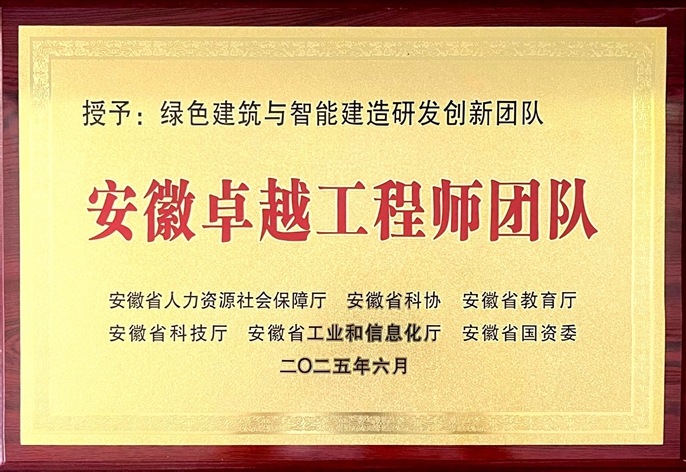 授予：绿色建筑与智能建造研发创新团队
安徽卓越工程师团队
安徽省人力资源社会保障厅 安徽省科协 安徽省教育厅
安徽省科技厅 安徽省工业和信息化厅 安徽省国资委
二〇二五年六月